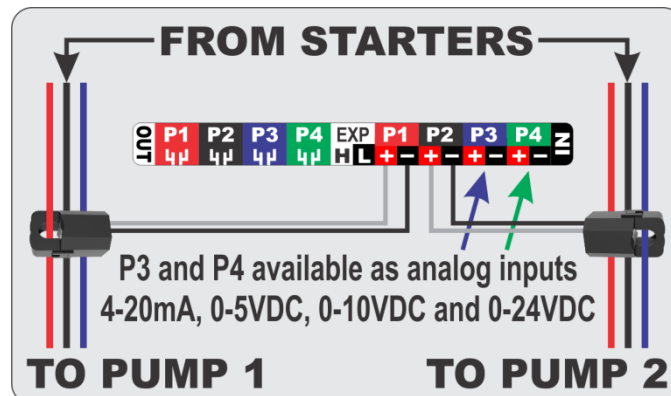 FROM STARTERS
OUT P1 P2 P3 P4 EXP P1 P2 P3 P4 IN
H L + - + - + - + -
P3 and P4 available as analog inputs
4-20mA, 0-5VDC, 0-10VDC and 0-24VDC
TO PUMP 1 TO PUMP 2